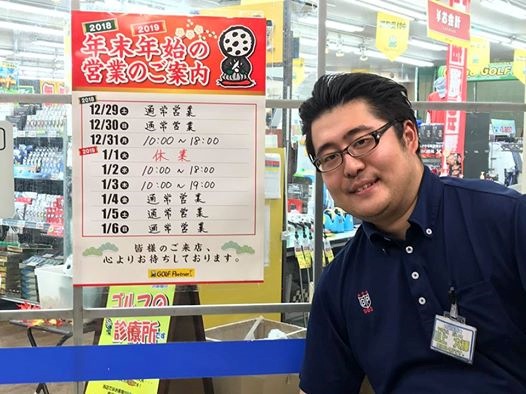 2018 2019
年末年始の
営業のご案内
2018
12/29 土 通常営業
12/30 日 通常営業
12/31 月 10:00~18:00
2019
1/1 火 休業
1/2 水 10:00~18:00
1/3 木 10:00~19:00
1/4 金 通常営業
1/5 土 通常営業
1/6 日 通常営業
皆様のご来店、
心よりお待ちしております。
GOLF Partner
ゴルフの
診療所です
お会計
GOLF